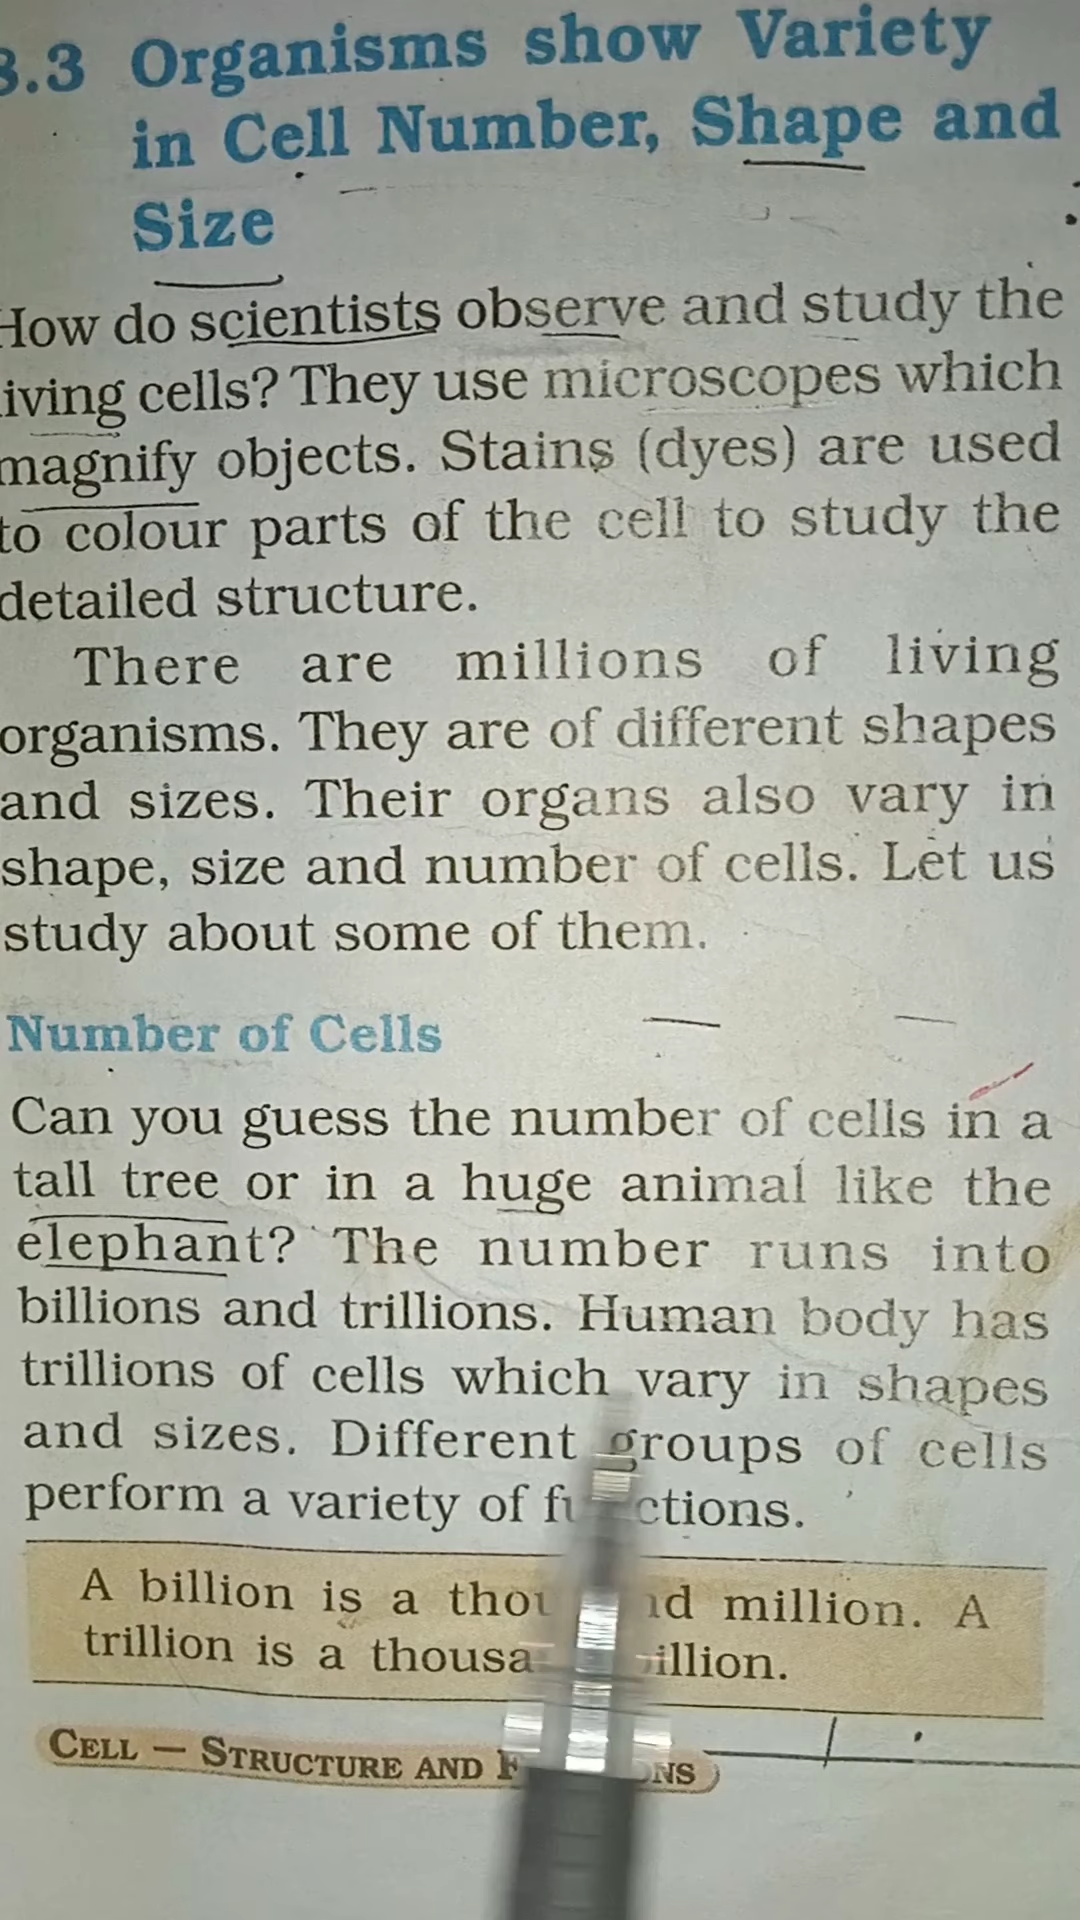 8.3 Organisms show Variety
in Cell Number, Shape and
Size
How do scientists observe and study the
living cells? They use microscopes which
magnify objects. Stains (dyes) are used
to colour parts of the cell to study the
detailed structure.
There are millions of living
organisms. They are of different shapes
and sizes. Their organs also vary in
shape, size and number of cells. Let us
study about some of them.
Number of Cells
Can you guess the number of cells in a
tall tree or in a huge animal like the
elephant? The number runs into
billions and trillions. Human body has
trillions of cells which vary in shapes
and sizes. Different groups of cells
perform a variety of functions.
A billion is a thousand million. A
trillion is a thousand billion.
CELL — STRUCTURE AND FUNCTIONS